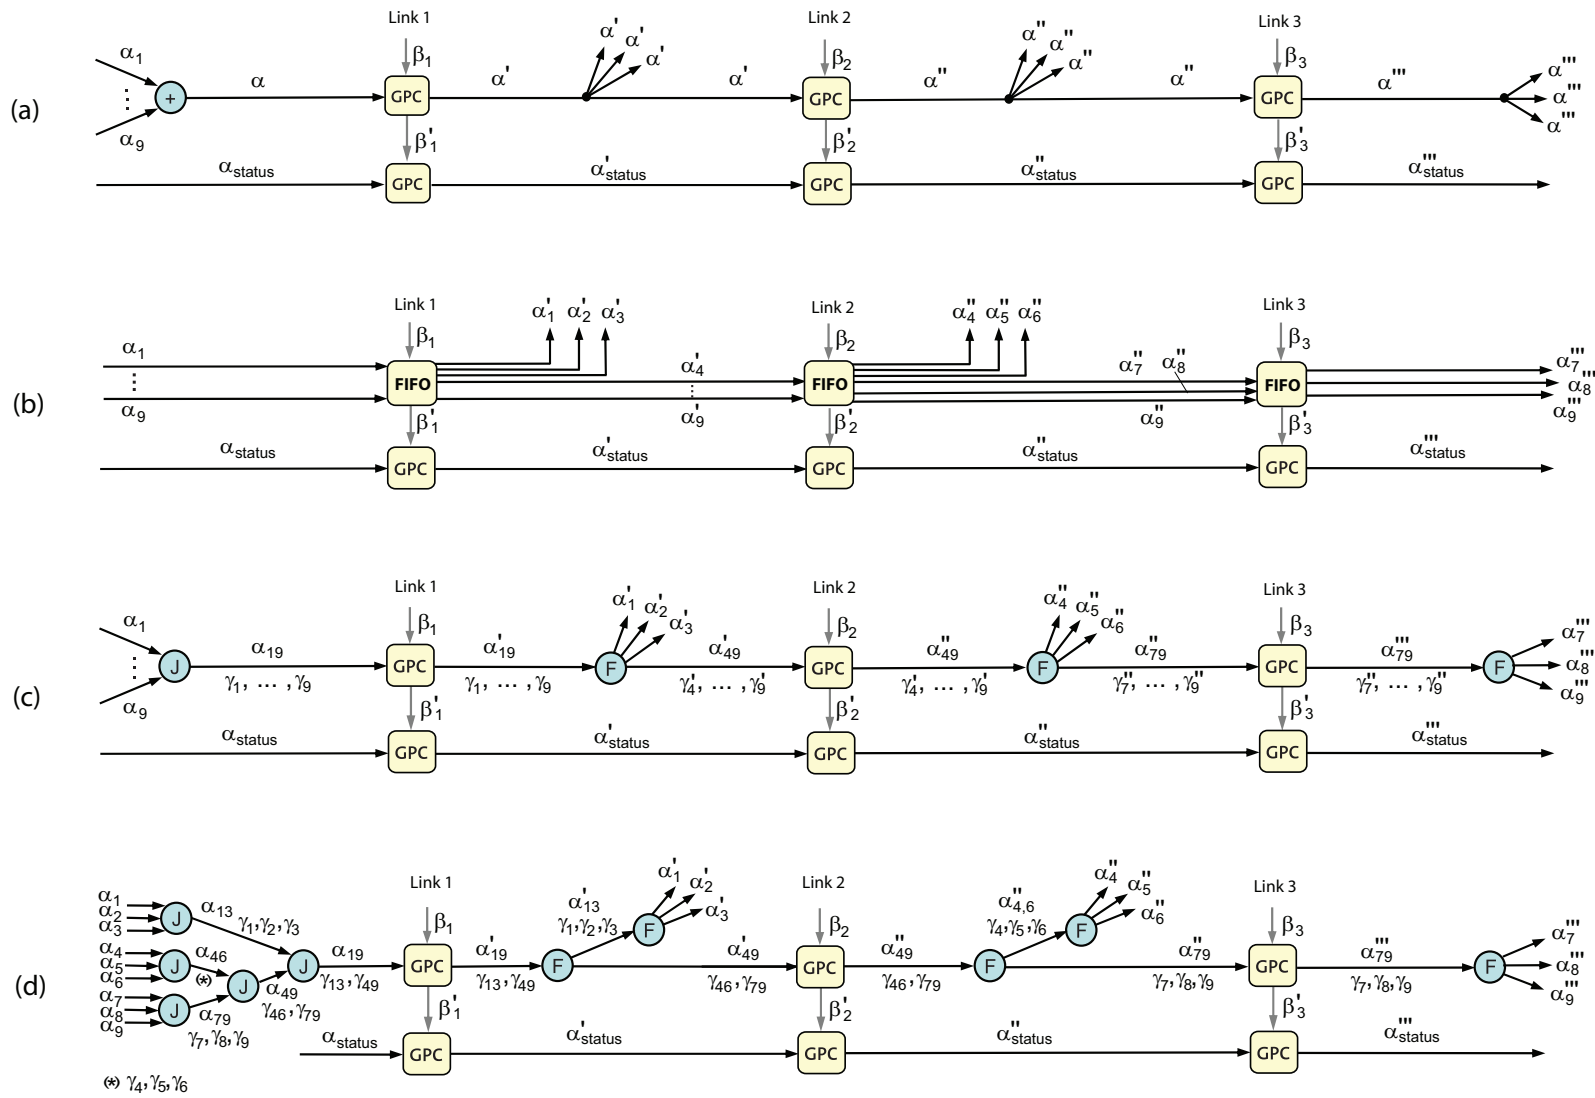 Link 1 Link 2 Link 3
α1 β1 α' α' α' β2 α'' α'' α'' β3 α'''
(a) ⋮ + α GPC α' α' GPC α'' α'' GPC α''' α'''
α9 β'1 β'2 β'3 α'''
αstatus GPC α'status GPC α''status GPC α'''status
Link 1 α'1 α'2 α'3 Link 2 α''4 α''5 α''6 Link 3
α1 β1 β2 β3 α'''7
(b) ⋮ FIFO α'4 FIFO α''7 α''8 FIFO α'''8
α9 β'1 α'9 β'2 α''9 β'3 α'''9
αstatus GPC α'status GPC α''status GPC α'''status
Link 1 α'1 α'2 α'3 Link 2 α''4 α''5 α''6 Link 3
α1 β1 β2 β3 α'''7
(c) ⋮ J α19 GPC α'19 F α'49 GPC α''49 F α''79 GPC α'''79 F α'''8
γ1, ... , γ9 γ1, ... , γ9 γ'4, ... , γ'9 γ'4, ... , γ'9 γ''7, ... , γ''9 γ''7, ... , γ''9
α9 β'1 β'2 β'3 α'''9
αstatus GPC α'status GPC α''status GPC α'''status
Link 1 α'1 α'2 α'3 Link 2 α''4 α''5 α''6 Link 3
α1 α2 α3 J α13 γ1,γ2,γ3 β1 α'13 γ1,γ2,γ3 F β2 α''4,6 γ4,γ5,γ6 F β3 α'''7
(d) α4 α5 α6 J α46 (*) J α49 γ46,γ79 J α19 γ13,γ49 GPC α'19 γ13,γ49 F α'49 γ46,γ79 GPC α''49 γ46,γ79 F α''79 γ7,γ8,γ9 GPC α'''79 γ7,γ8,γ9 F α'''8
α7 α8 α9 J α79 γ7,γ8,γ9 β'1 β'2 β'3 α'''9
αstatus GPC α'status GPC α''status GPC α'''status
(*) γ4,γ5,γ6